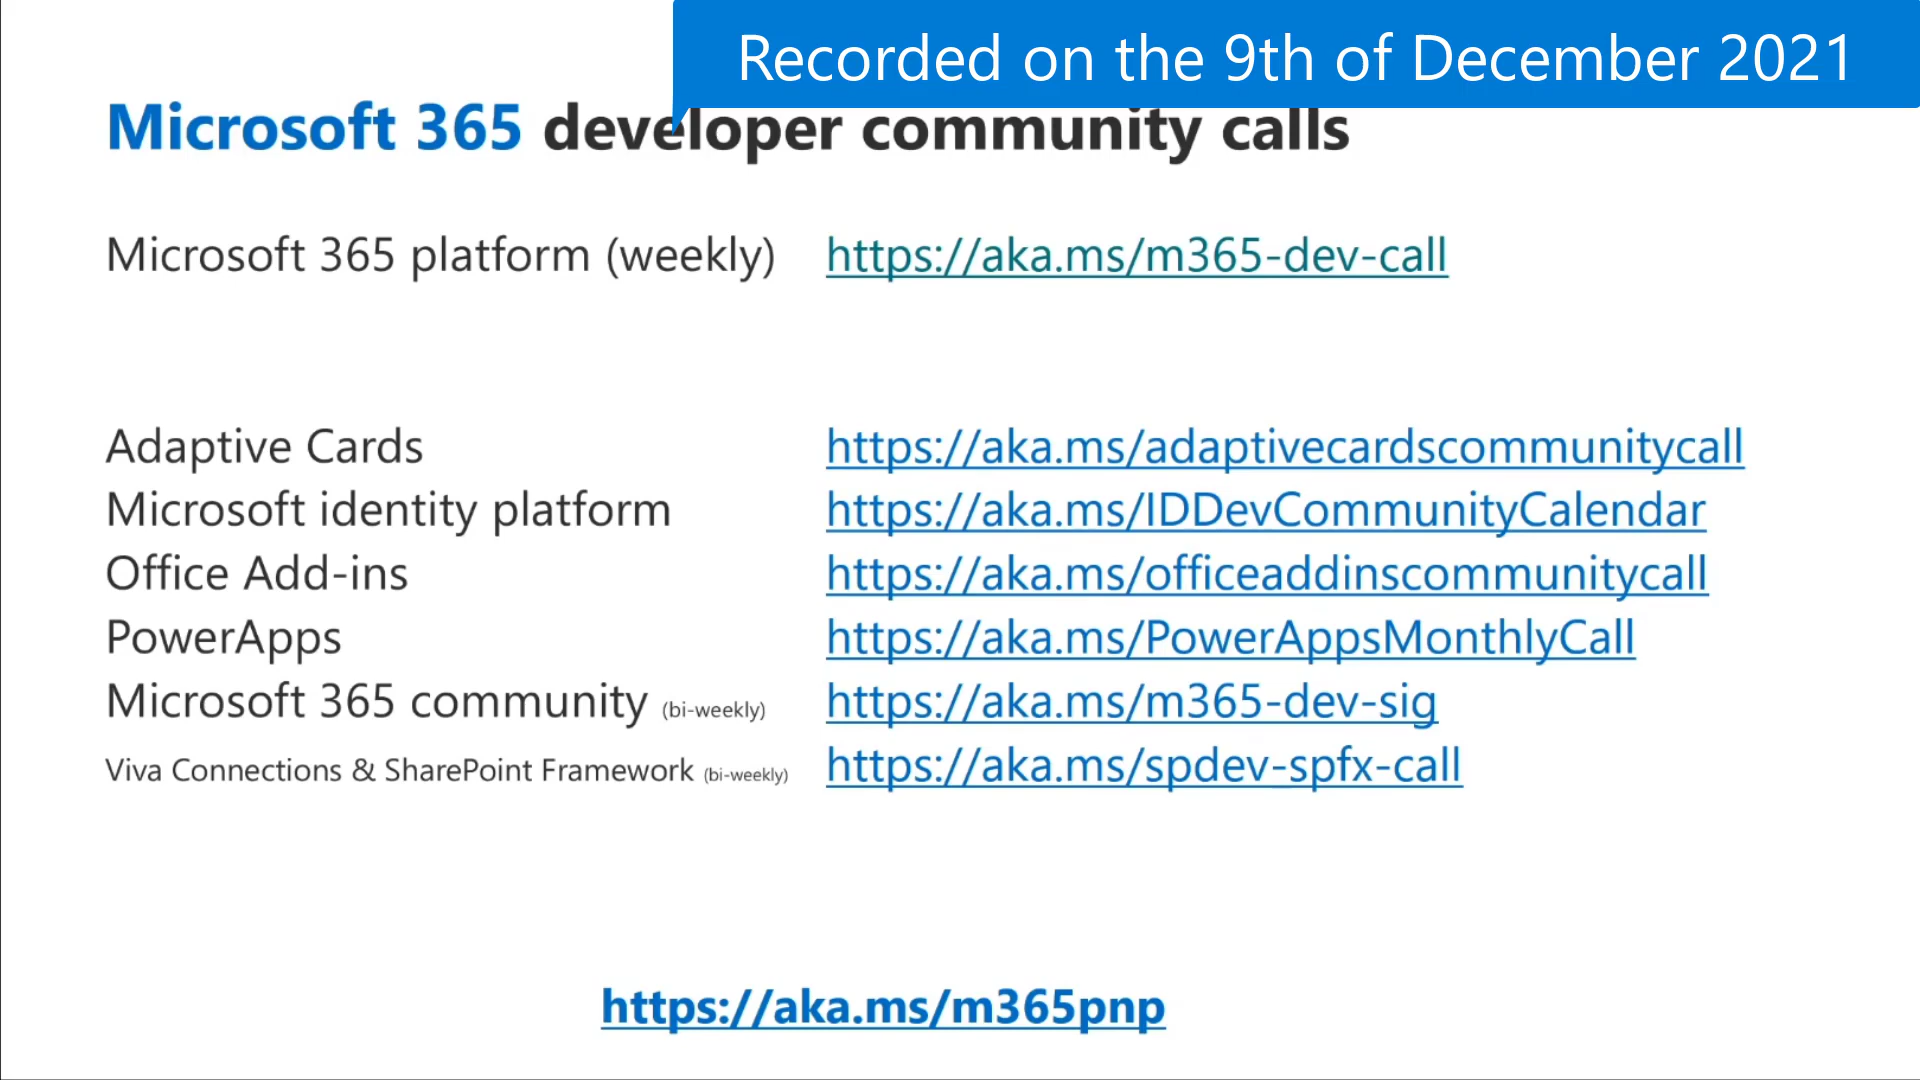 Recorded on the 9th of December 2021
Microsoft 365 developer community calls
Microsoft 365 platform (weekly) https://aka.ms/m365-dev-call
Adaptive Cards https://aka.ms/adaptivecardscommunitycall
Microsoft identity platform https://aka.ms/IDDevCommunityCalendar
Office Add-ins https://aka.ms/officeaddinscommunitycall
PowerApps https://aka.ms/PowerAppsMonthlyCall
Microsoft 365 community (bi-weekly) https://aka.ms/m365-dev-sig
Viva Connections & SharePoint Framework (bi-weekly) https://aka.ms/spdev-spfx-call
https://aka.ms/m365pnp